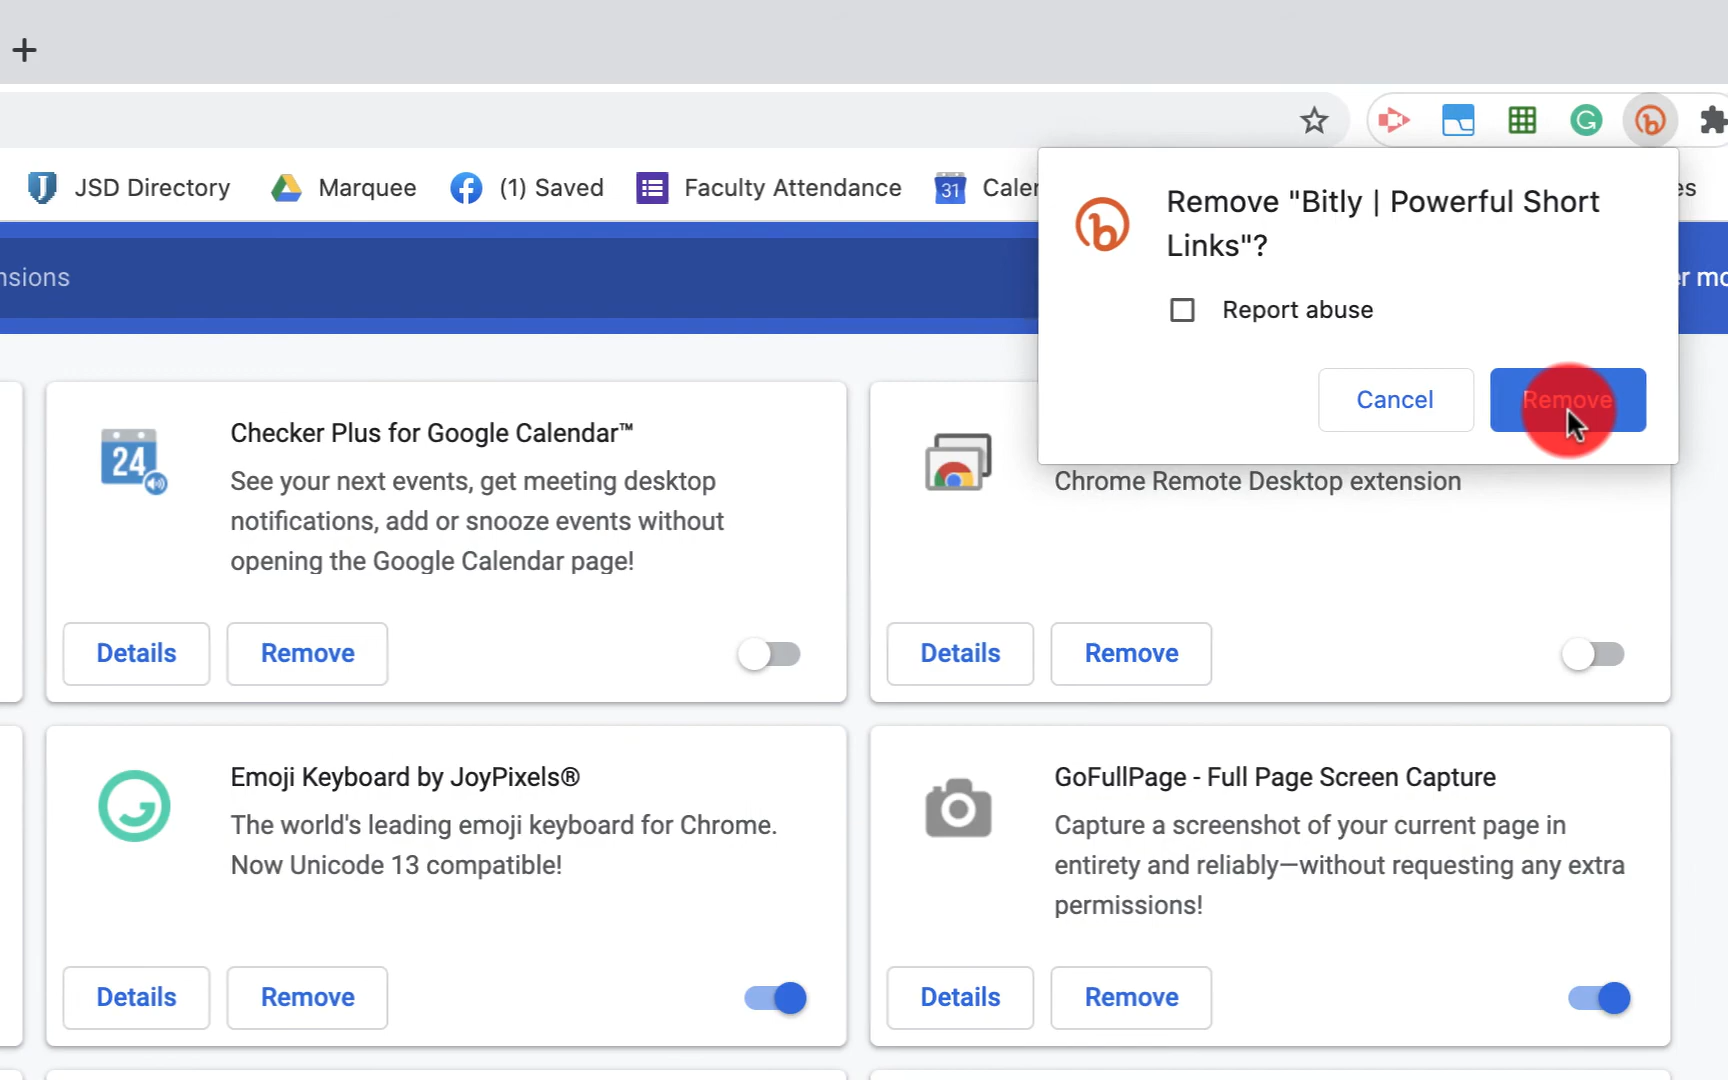 JSD Directory
Marquee
(1) Saved
Faculty Attendance
31
Caler
es
nsions
er mo
Remove "Bitly | Powerful Short
Links"?
Report abuse
Cancel
Remove
24
Checker Plus for Google Calendar™
See your next events, get meeting desktop
notifications, add or snooze events without
opening the Google Calendar page!
Details
Remove
Chrome Remote Desktop extension
Details
Remove
Emoji Keyboard by JoyPixels®
The world's leading emoji keyboard for Chrome.
Now Unicode 13 compatible!
Details
Remove
GoFullPage - Full Page Screen Capture
Capture a screenshot of your current page in
entirety and reliably—without requesting any extra
permissions!
Details
Remove